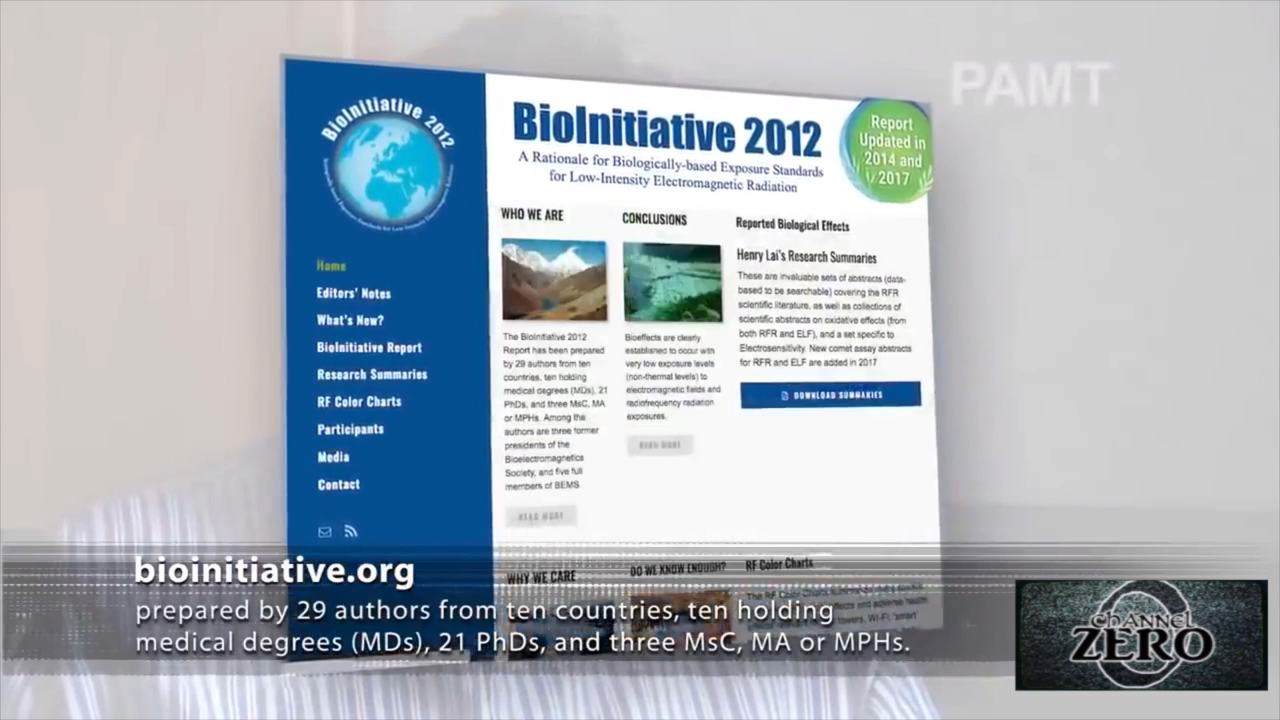 PAMT
BioInitiative 2012
BioInitiative 2012
A Rationale for Biologically-based Exposure Standards
for Low-Intensity Electromagnetic Radiation
Report
Updated in
2014 and
2017
Home
Editors' Notes
What's New?
BioInitiative Report
Research Summaries
RF Color Charts
Participants
Media
Contact
WHO WE ARE
The BioInitiative 2012
Report has been prepared
by 29 authors from ten
countries, ten holding
medical degrees (MDs), 21
PhDs, and three MsC, MA
or MPHs. Among the
authors are three former
presidents of the
Bioelectromagnetics
Society, and five full
members of BEMS
READ MORE
CONCLUSIONS
Bioeffects are clearly
established to occur with
very low exposure levels
(non-thermal levels) to
electromagnetic fields and
radiofrequency radiation
exposures.
READ MORE
Reported Biological Effects
Henry Lai's Research Summaries
These are invaluable sets of abstracts (data-
based to be searchable) covering the RFR
scientific literature, as well as collections of
scientific abstracts on oxidative effects (from
both RFR and ELF), and a set specific to
Electrosensitivity. New comet assay abstracts
for RFR and ELF are added in 2017
DOWNLOAD SUMMARIES
WHY WE CARE
DO WE KNOW ENOUGH?
RF Color Charts
bioinitiative.org
prepared by 29 authors from ten countries, ten holding
medical degrees (MDs), 21 PhDs, and three MsC, MA or MPHs.
channel
ZERO